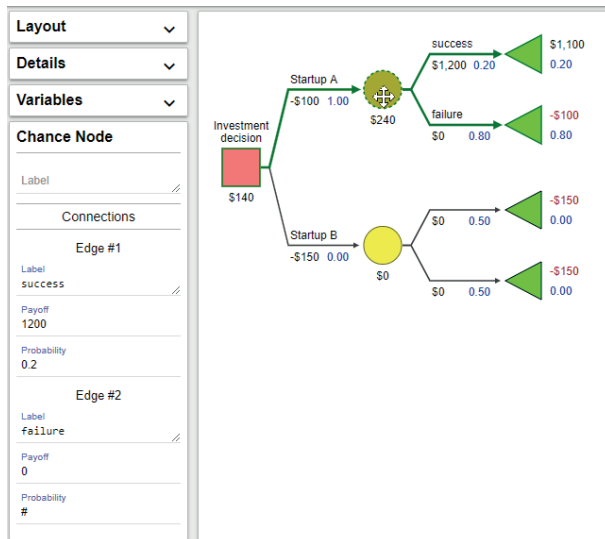 Layout
Details
Variables
Chance Node
Label
Connections
Edge #1
Label
success
Payoff
1200
Probability
0.2
Edge #2
Label
failure
Payoff
0
Probability
#
Investment
decision
$140
Startup A
-$100 1.00
$240
success
$1,200 0.20
$1,100
0.20
failure
$0 0.80
-$100
0.80
Startup B
-$150 0.00
$0
$0 0.50
-$150
0.00
$0 0.50
-$150
0.00